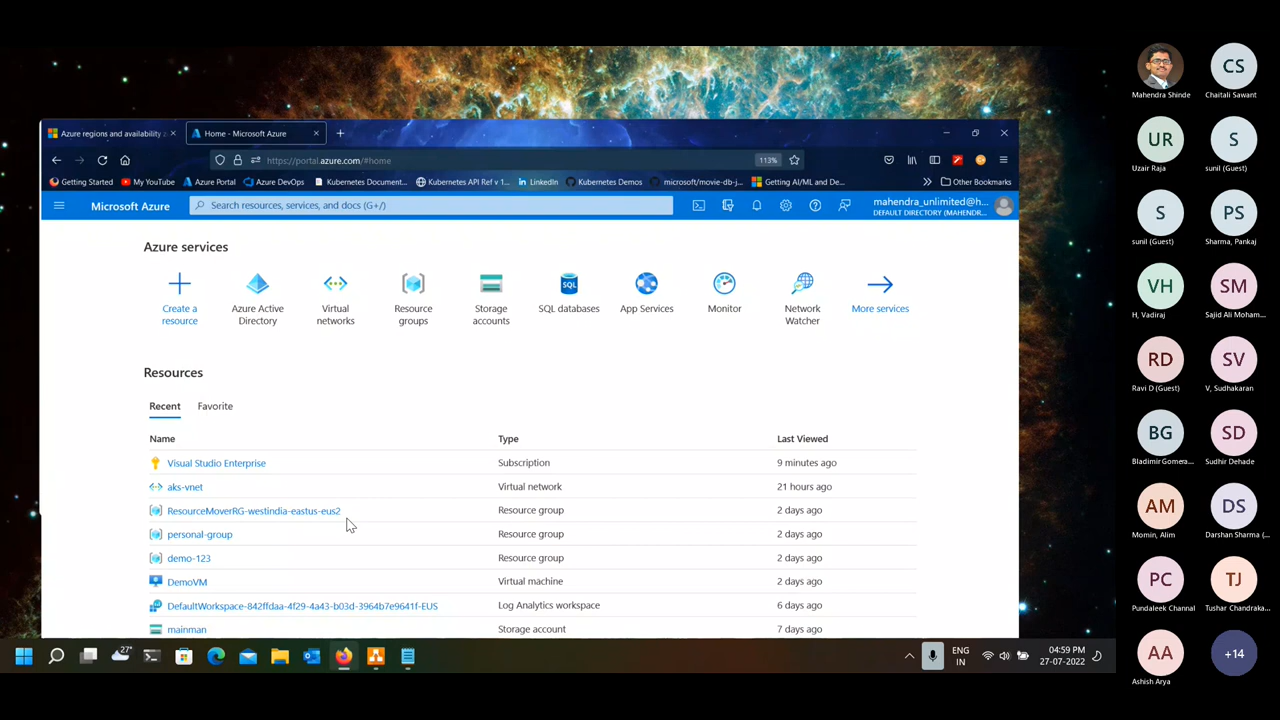 Azure regions and availability
Home - Microsoft Azure
https://portal.azure.com/#home
113%
Getting Started
My YouTube
Azure Portal
Azure DevOps
Kubernetes Document...
Kubernetes API Ref v 1...
LinkedIn
Kubernetes Demos
microsoft/movie-db-j...
Getting AI/ML and De...
Other Bookmarks
Microsoft Azure
Search resources, services, and docs (G+/)
mahendra_unlimited@h...
DEFAULT DIRECTORY (MAHENDR...
Azure services
Create a
resource
Azure Active
Directory
Virtual
networks
Resource
groups
Storage
accounts
SQL
SQL databases
App Services
Monitor
Network
Watcher
More services
Resources
Recent
Favorite
Name Type Last Viewed
Visual Studio Enterprise Subscription 9 minutes ago
aks-vnet Virtual network 21 hours ago
ResourceMoverRG-westindia-eastus-eus2 Resource group 2 days ago
personal-group Resource group 2 days ago
demo-123 Resource group 2 days ago
DemoVM Virtual machine 2 days ago
DefaultWorkspace-842ffdaa-4f29-4a43-b03d-3964b7e9641f-EUS Log Analytics workspace 6 days ago
mainman Storage account 7 days ago
27°
ENG
IN
04:59 PM
27-07-2022
Mahendra Shinde
CS
Chaitali Sawant
UR
Uzair Raja
S
sunil (Guest)
S
sunil (Guest)
PS
Sharma, Pankaj
VH
H, Vadiraj
SM
Sajid Ali Moham...
RD
Ravi D (Guest)
SV
V, Sudhakaran
BG
Bladimir Gomera...
SD
Sudhir Dehade
AM
Momin, Alim
DS
Darshan Sharma (...
PC
Pundaleek Channal
TJ
Tushar Chandraka...
AA
Ashish Arya
+14